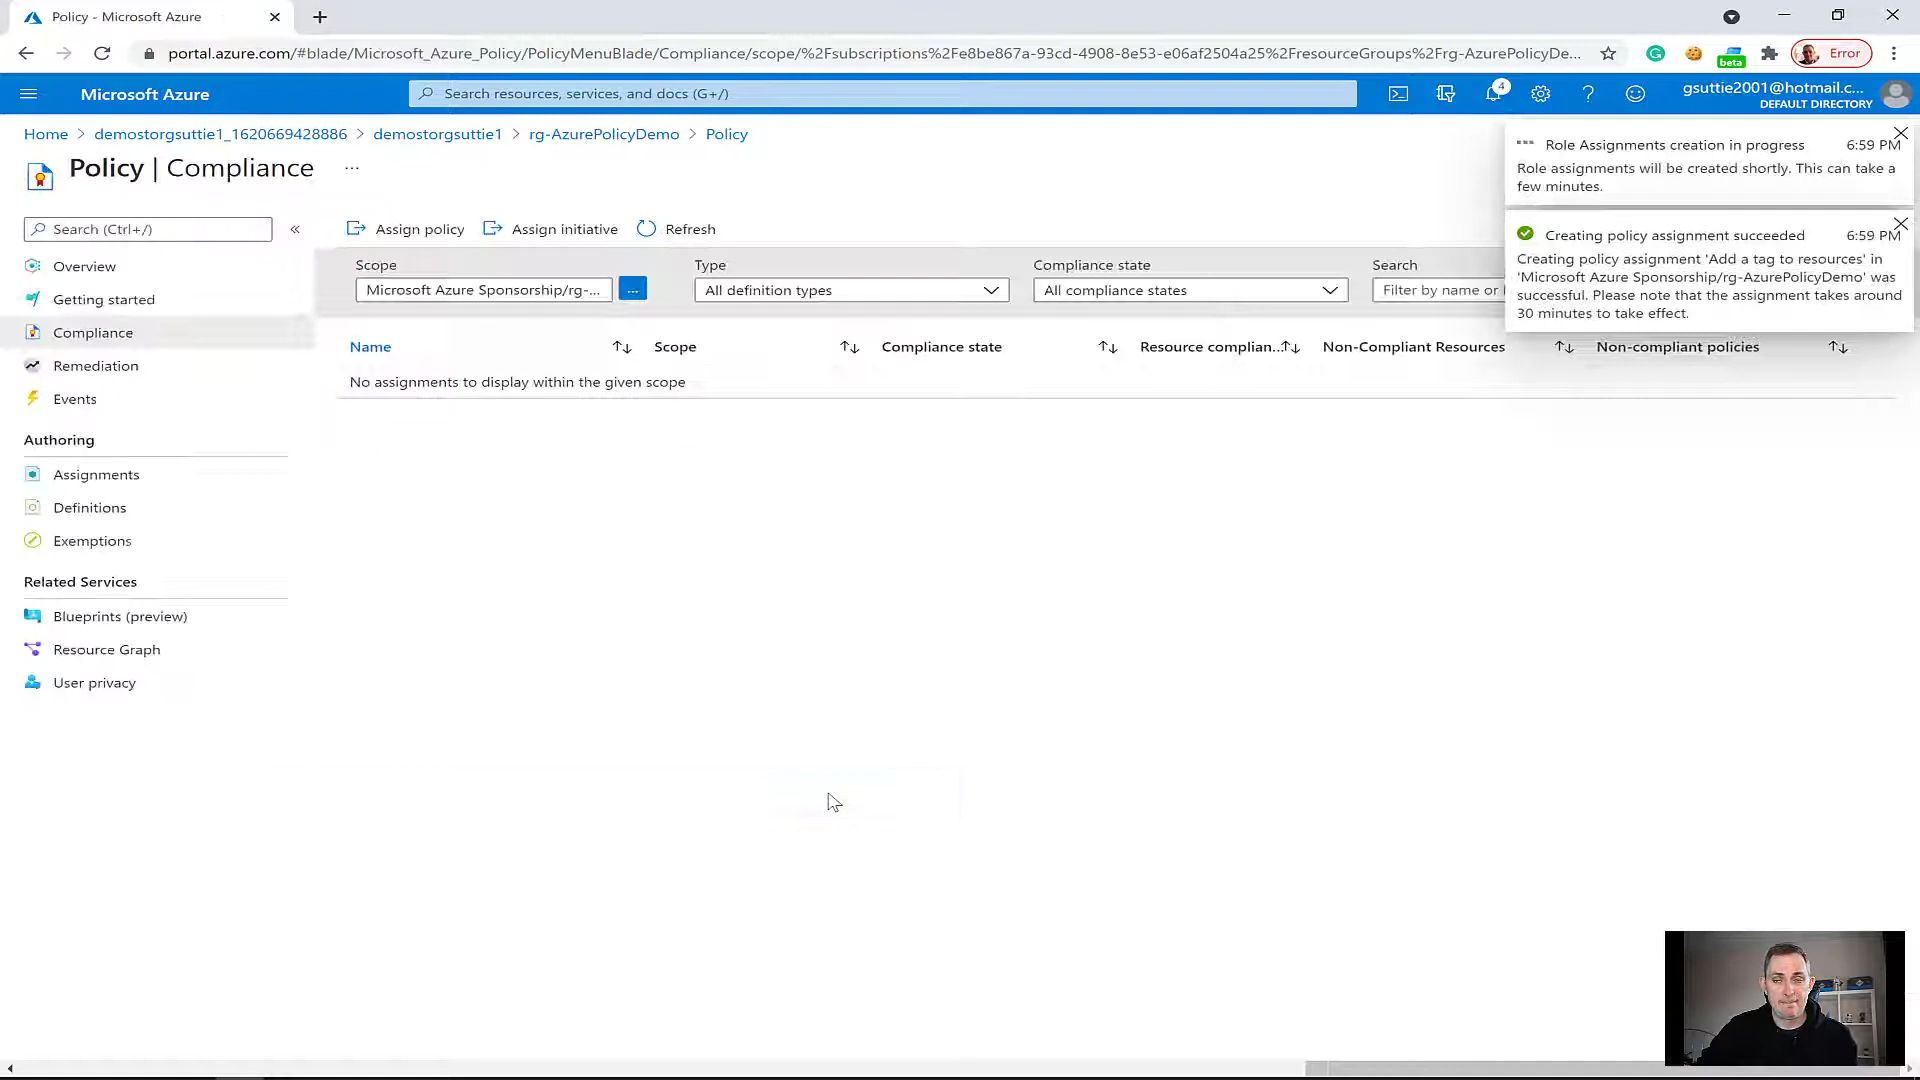 Policy - Microsoft Azure
portal.azure.com/#blade/Microsoft_Azure_Policy/PolicyMenuBlade/Compliance/scope/%2Fsubscriptions%2Fe8be867a-93cd-4908-8e53-e06af2504a25%2FresourceGroups%2Frg-AzurePolicyDe...
beta
Error
Microsoft Azure
Search resources, services, and docs (G+/)
4
gsuttie2001@hotmail.c...
DEFAULT DIRECTORY
Home > demostorgsuttie1_1620669428886 > demostorgsuttie1 > rg-AzurePolicyDemo > Policy
Policy | Compliance ...
Role Assignments creation in progress 6:59 PM
Role assignments will be created shortly. This can take a
few minutes.
Creating policy assignment succeeded 6:59 PM
Creating policy assignment 'Add a tag to resources' in
'Microsoft Azure Sponsorship/rg-AzurePolicyDemo' was
successful. Please note that the assignment takes around
30 minutes to take effect.
Search (Ctrl+/)
«
Overview
Getting started
Compliance
Remediation
Events
Authoring
Assignments
Definitions
Exemptions
Related Services
Blueprints (preview)
Resource Graph
User privacy
Assign policy
Assign initiative
Refresh
Scope
Microsoft Azure Sponsorship/rg-...
...
Type
All definition types
Compliance state
All compliance states
Search
Filter by name or
Name Scope Compliance state Resource complian... Non-Compliant Resources Non-compliant policies
No assignments to display within the given scope